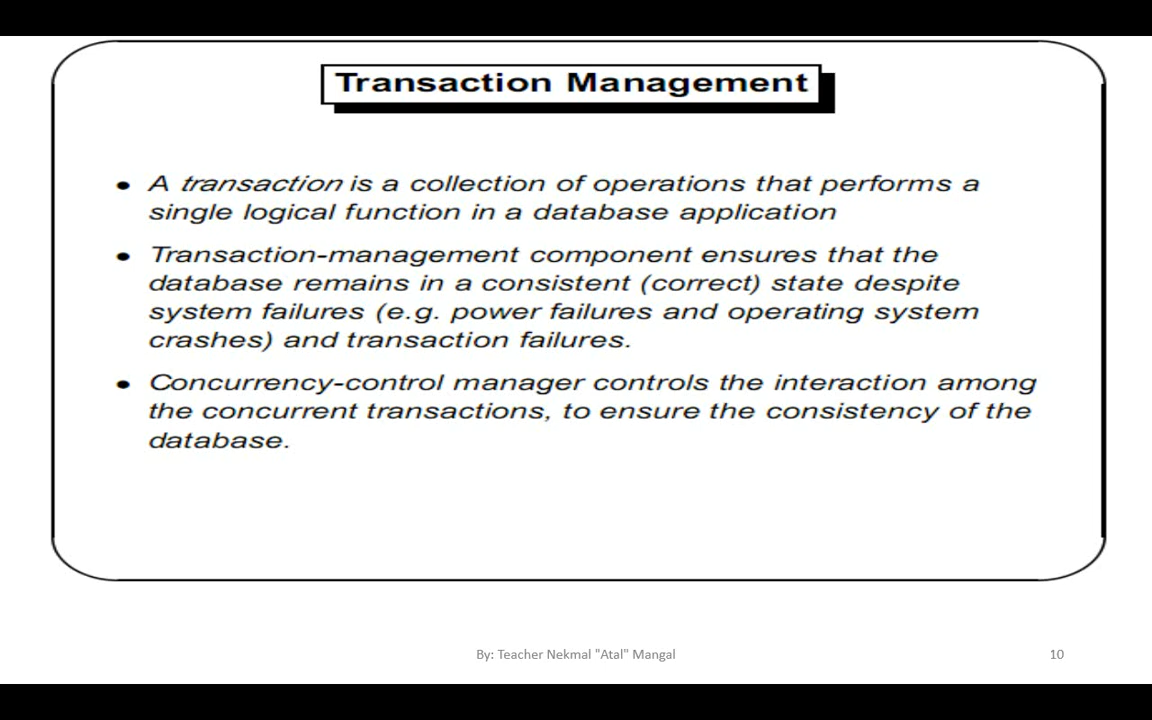 Transaction Management
• A transaction is a collection of operations that performs a
single logical function in a database application
• Transaction-management component ensures that the
database remains in a consistent (correct) state despite
system failures (e.g. power failures and operating system
crashes) and transaction failures.
• Concurrency-control manager controls the interaction among
the concurrent transactions, to ensure the consistency of the
database.
By: Teacher Nekmal "Atal" Mangal
10